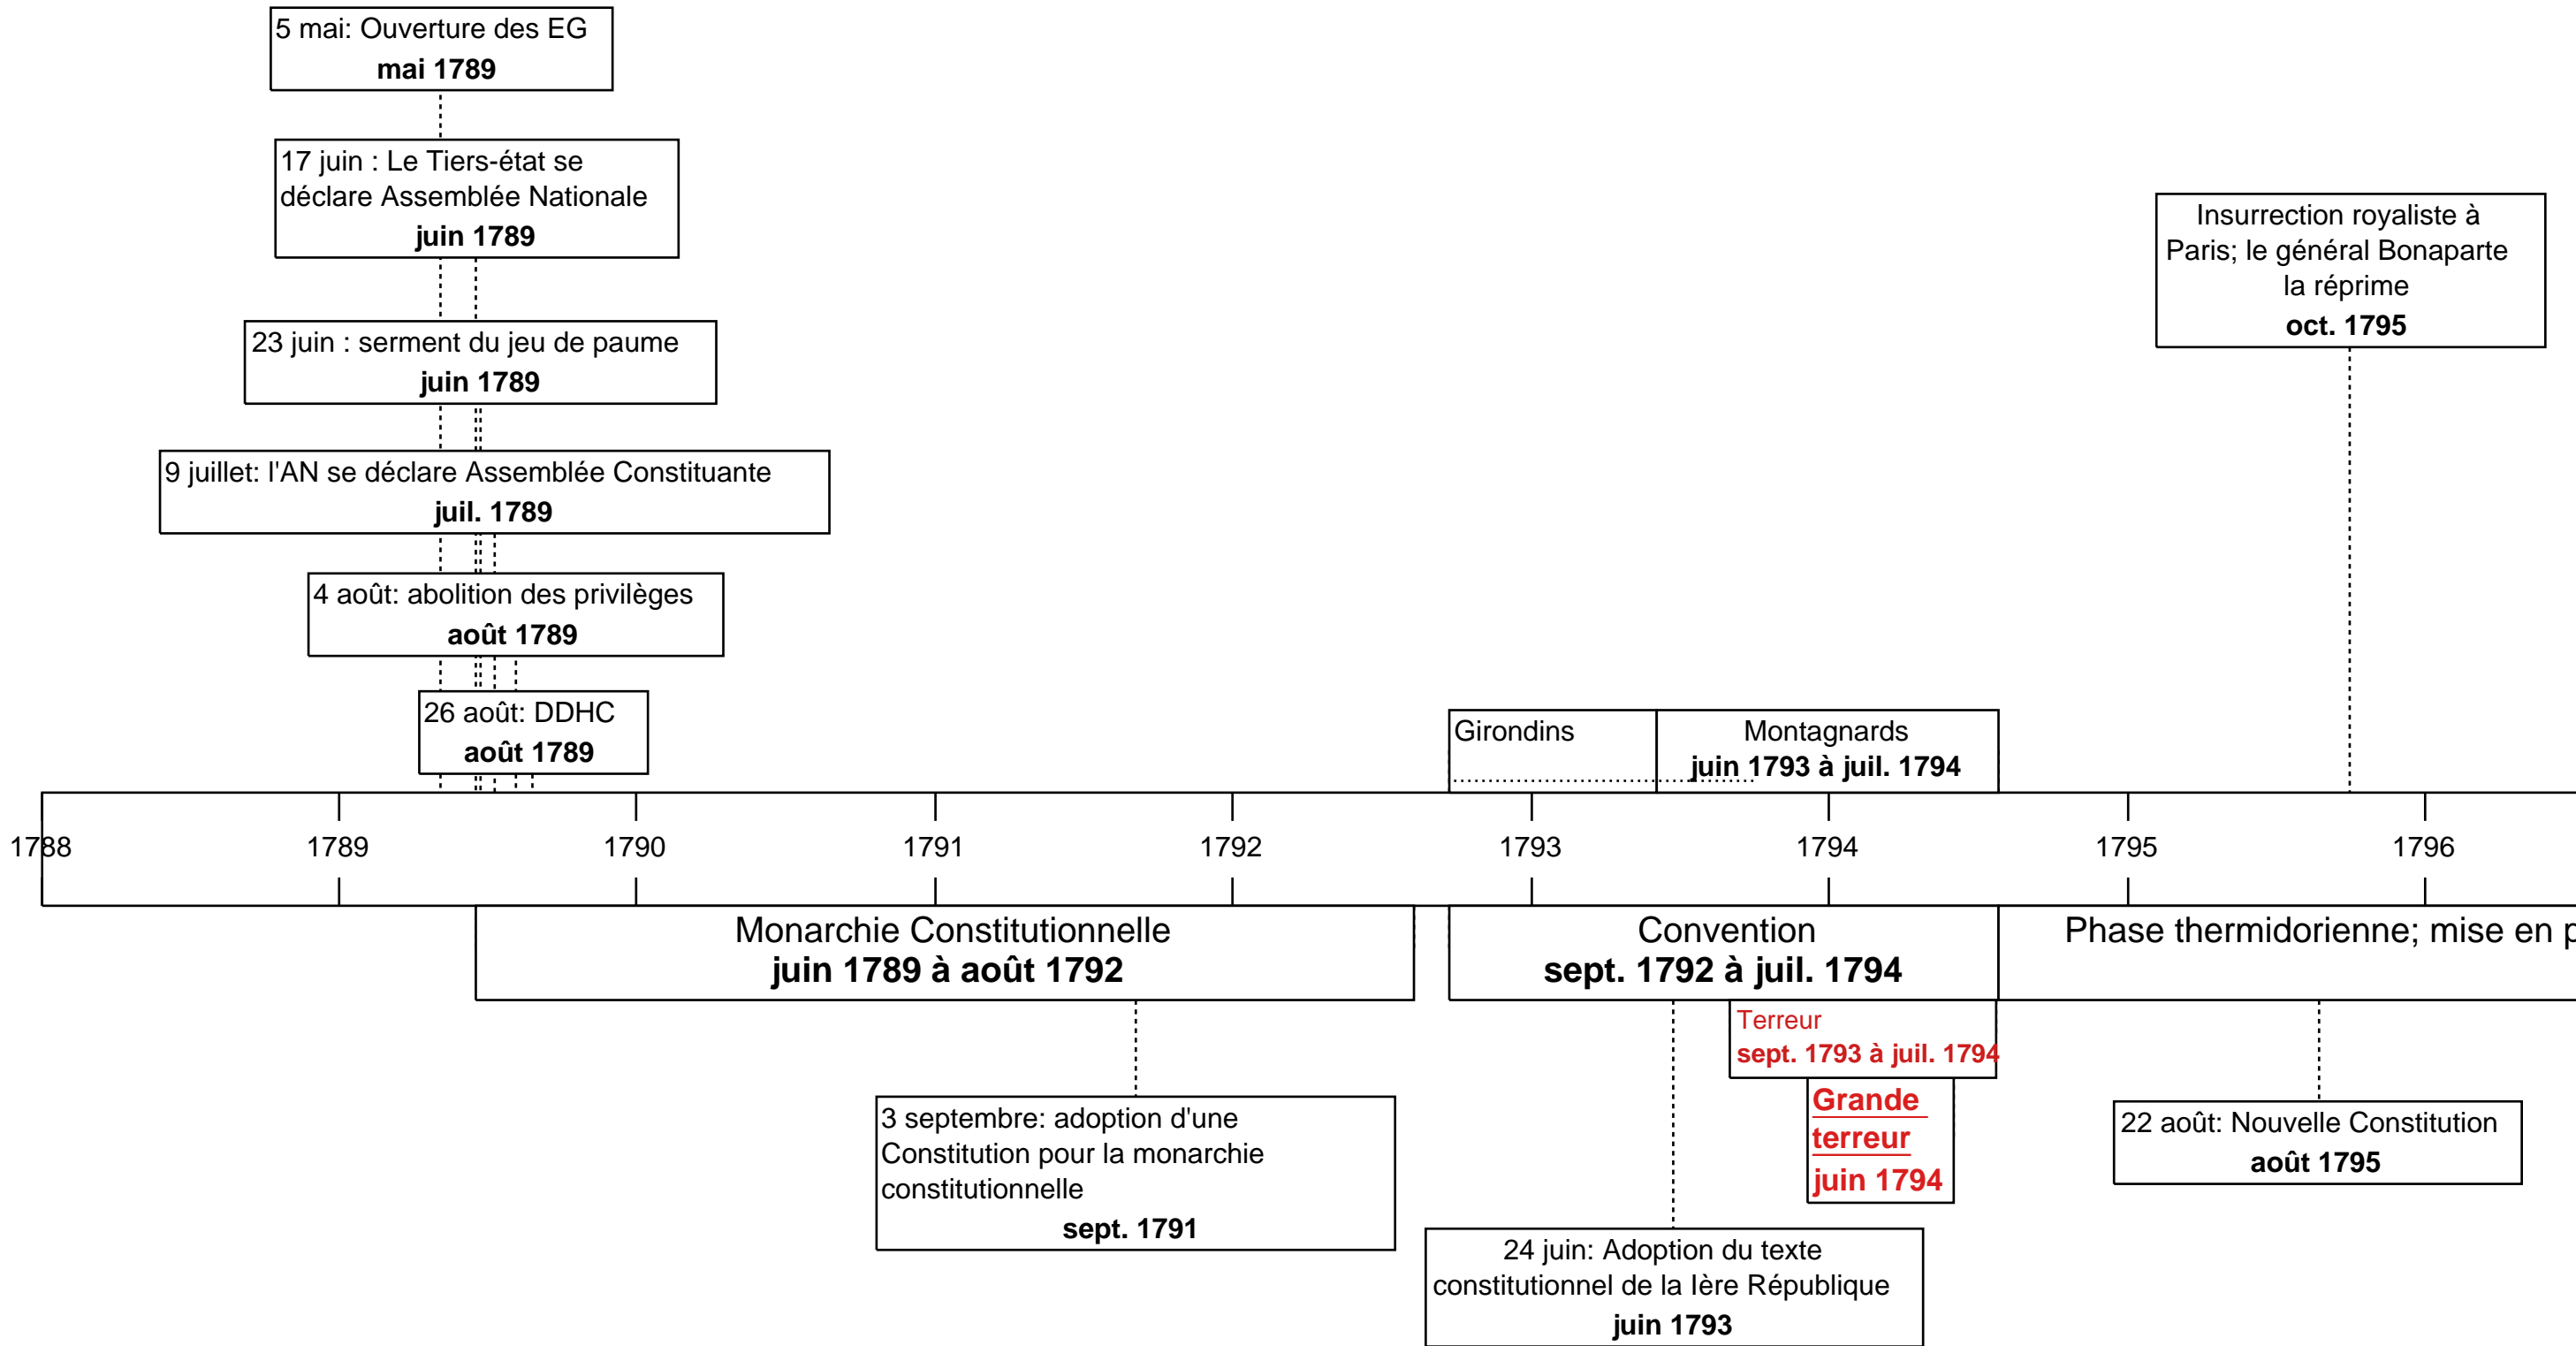 5 mai: Ouverture des EG
mai 1789
17 juin : Le Tiers-état se
déclare Assemblée Nationale
juin 1789
23 juin : serment du jeu de paume
juin 1789
9 juillet: l'AN se déclare Assemblée Constituante
juil. 1789
4 août: abolition des privilèges
août 1789
26 août: DDHC
août 1789
Insurrection royaliste à
Paris; le général Bonaparte
la réprime
oct. 1795
Girondins
Montagnards
juin 1793 à juil. 1794
1788 1789 1790 1791 1792 1793 1794 1795 1796
Monarchie Constitutionnelle
juin 1789 à août 1792
Convention
sept. 1792 à juil. 1794
Phase thermidorienne; mise en p
Terreur
sept. 1793 à juil. 1794
Grande
terreur
juin 1794
3 septembre: adoption d'une
Constitution pour la monarchie
constitutionnelle
sept. 1791
24 juin: Adoption du texte
constitutionnel de la Ière République
juin 1793
22 août: Nouvelle Constitution
août 1795